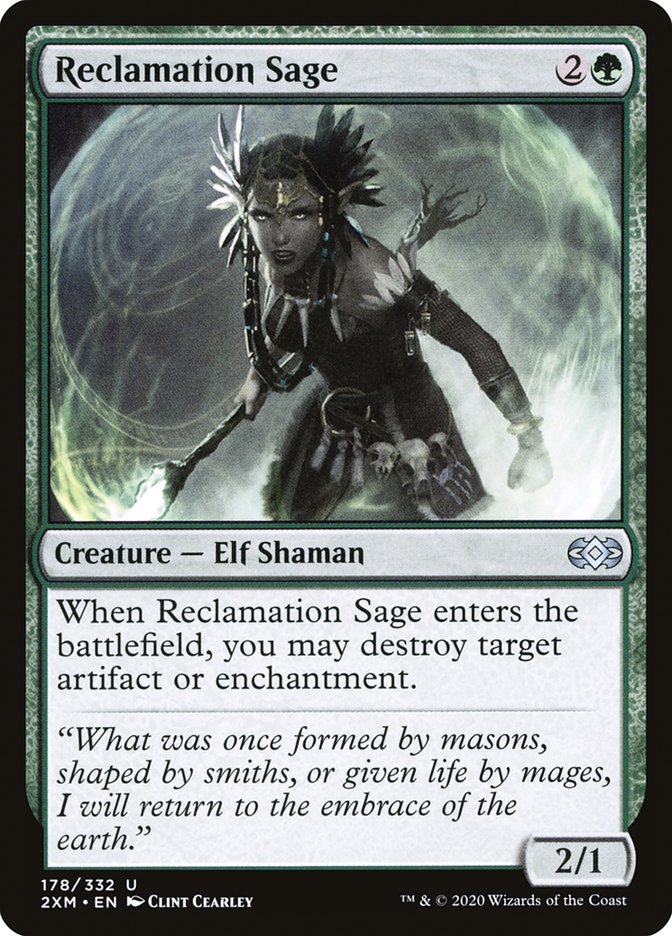 Reclamation Sage 2
Creature — Elf Shaman
When Reclamation Sage enters the
battlefield, you may destroy target
artifact or enchantment.
“What was once formed by masons,
shaped by smiths, or given life by mages,
I will return to the embrace of the
earth.”
2/1
178/332 U
2XM • EN Clint Cearley
™ & © 2020 Wizards of the Coast